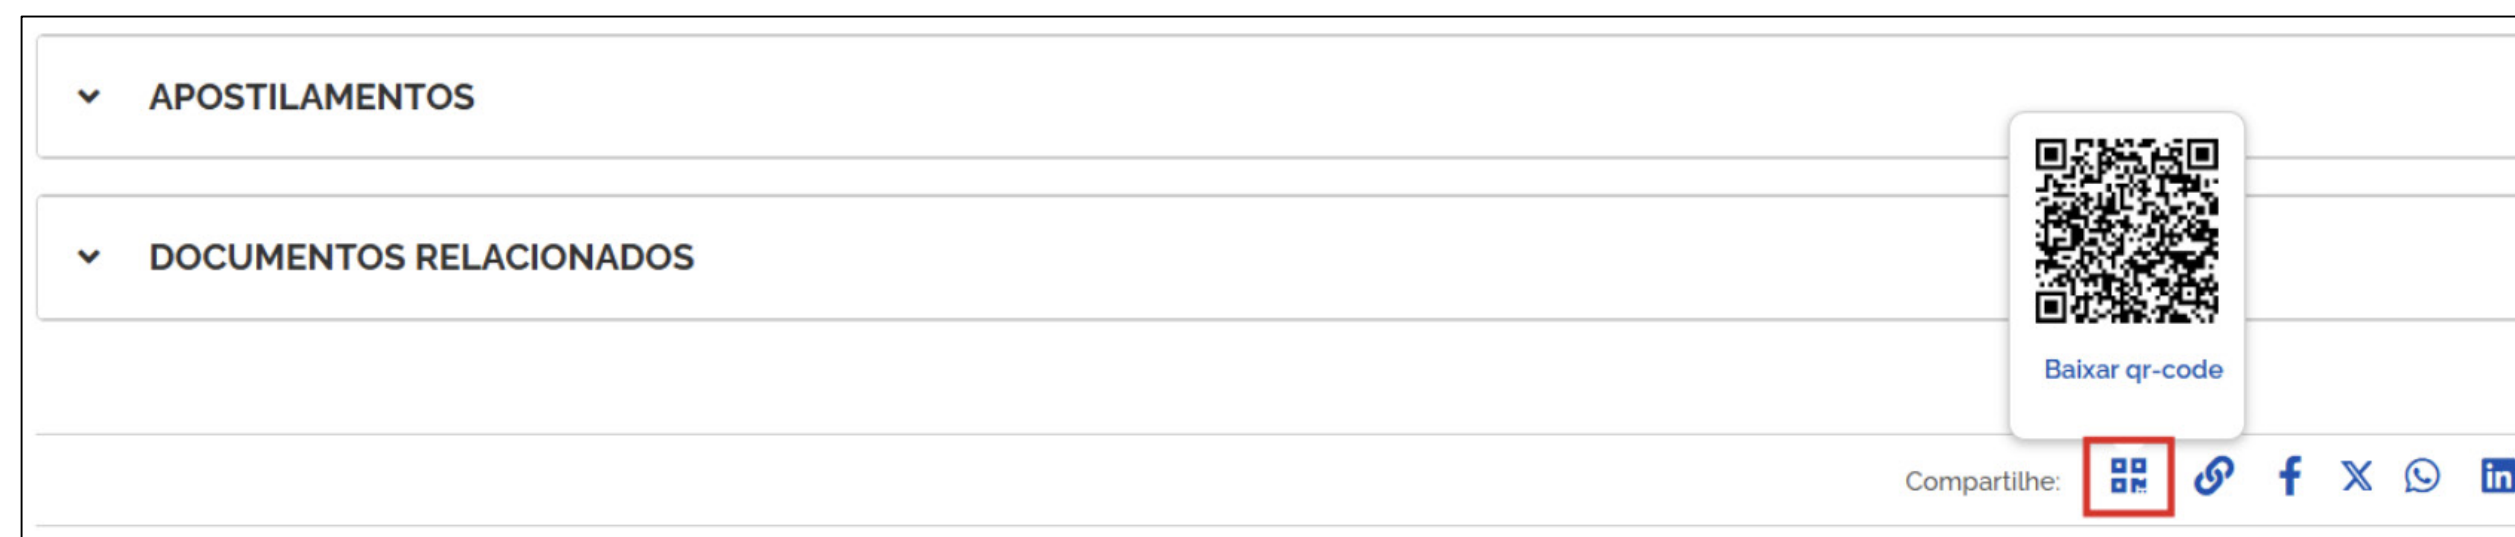 APOSTILAMENTOS
DOCUMENTOS RELACIONADOS
Baixar qr-code
Compartilhe: